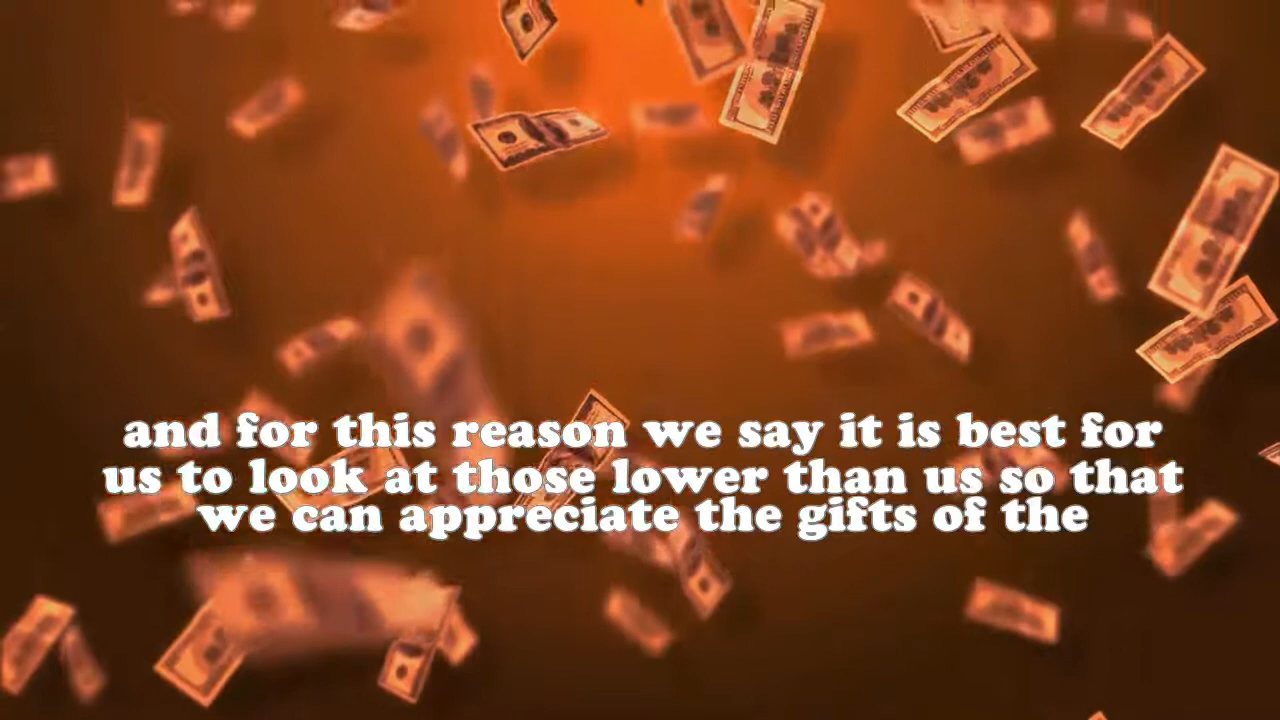 and for this reason we say it is best for
us to look at those lower than us so that
we can appreciate the gifts of the